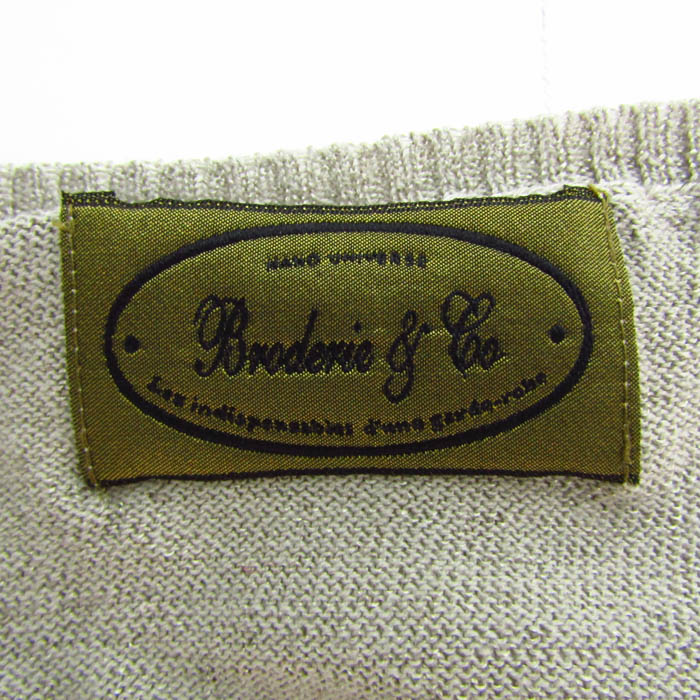 NANO UNIVERSE
Broderie & Co
Les indispensables d'une garde-robe